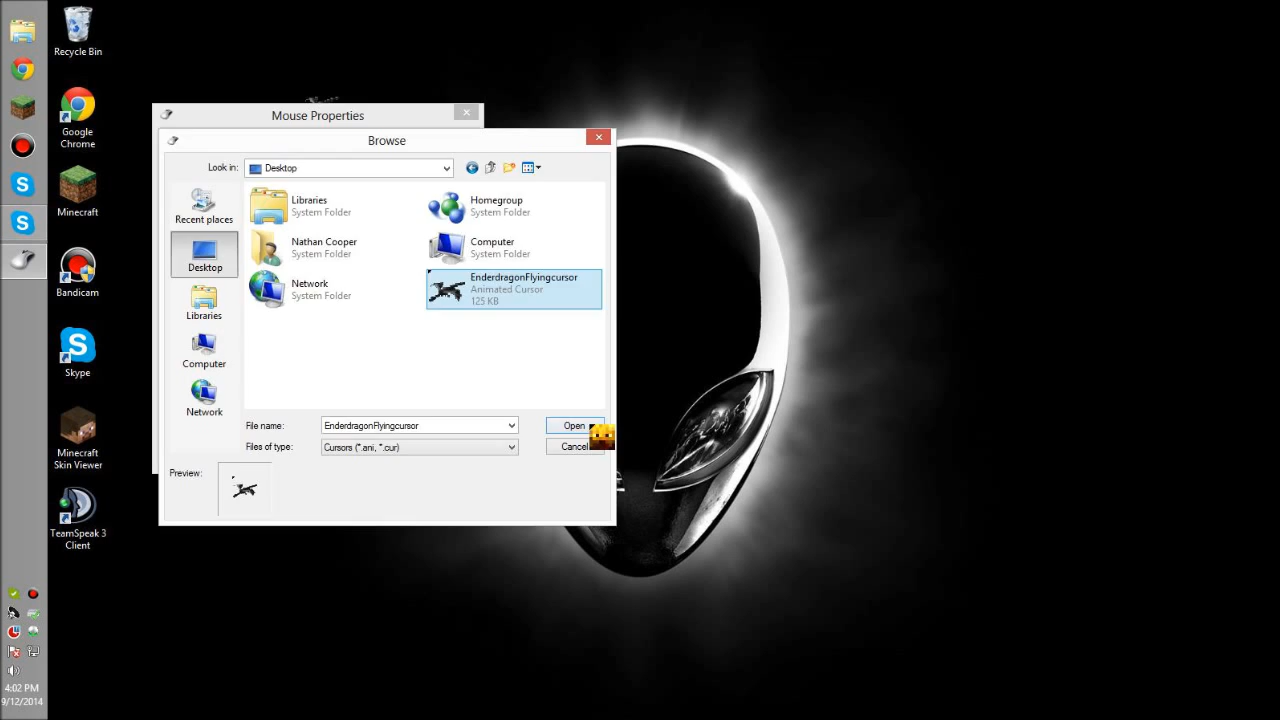 Recycle Bin
Google
Chrome
Minecraft
Bandicam
Skype
Minecraft
Skin Viewer
TeamSpeak 3
Client
4:02 PM
9/12/2014
Mouse Properties
Browse
Look in:
Desktop
Recent places
Desktop
Libraries
Computer
Network
Libraries
System Folder
Homegroup
System Folder
Nathan Cooper
System Folder
Computer
System Folder
Network
System Folder
EnderdragonFlyingcursor
Animated Cursor
125 KB
File name:
EnderdragonFlyingcursor
Open
Files of type:
Cursors (*.ani, *.cur)
Cancel
Preview: